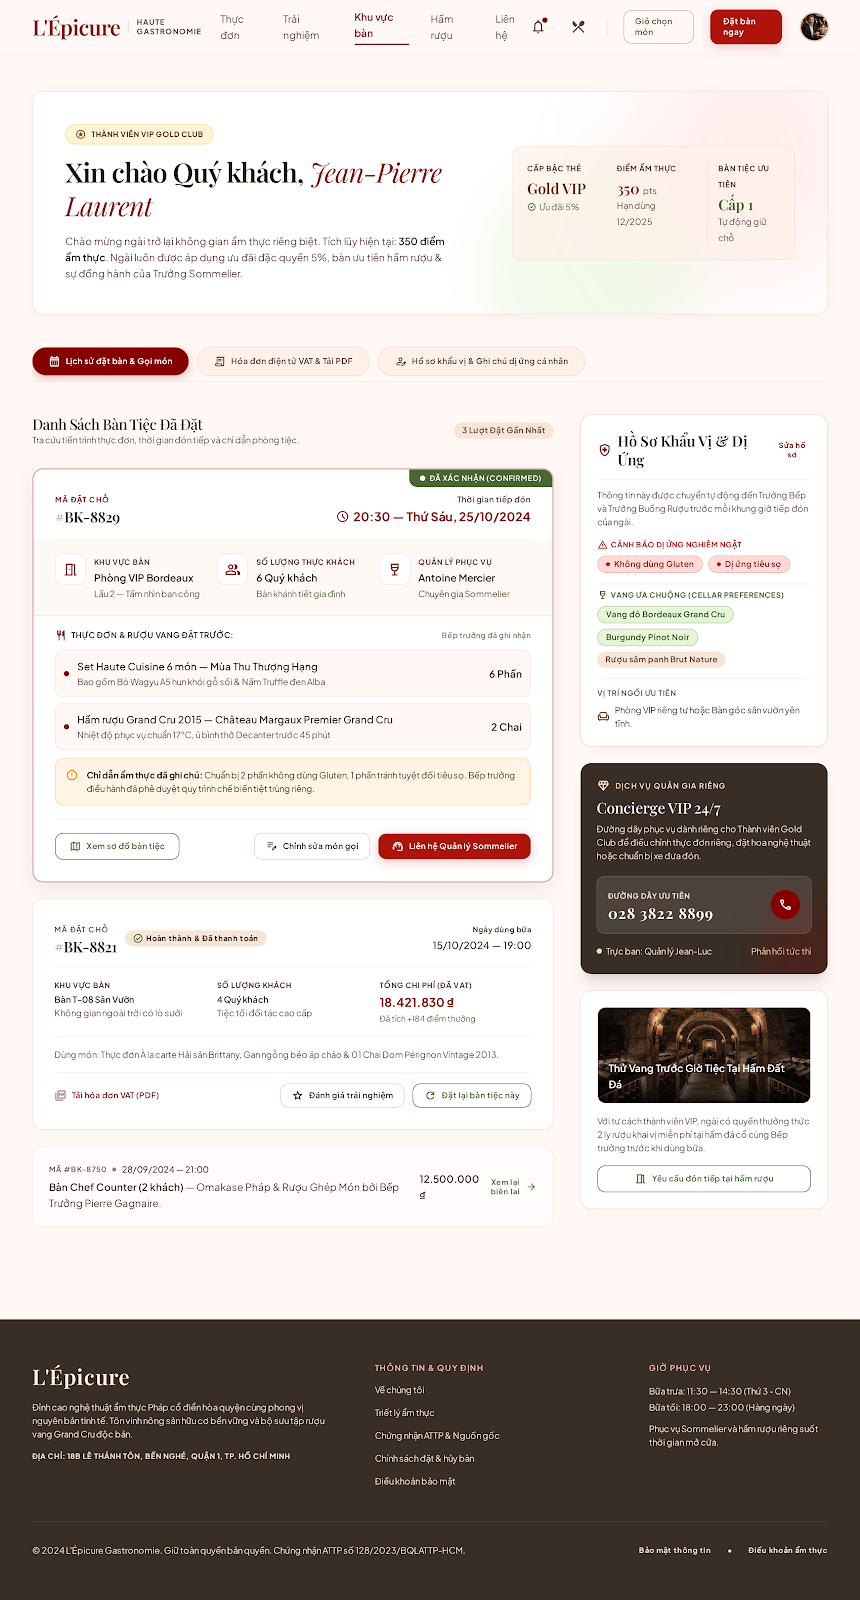 L'Épicure
HAUTE
GASTRONOMIE
Thực
đơn
Trải
nghiệm
Khu vực
bàn
Hầm
rượu
Liên
hệ
Giỏ chọn
món
Đặt bàn
ngay
THÀNH VIÊN VIP GOLD CLUB
Xin chào Quý khách, Jean-Pierre
Laurent
Chào mừng ngài trở lại không gian ẩm thực riêng biệt. Tích lũy hiện tại: 350 điểm
ẩm thực. Ngài luôn được áp dụng ưu đãi đặc quyền 5%, bàn ưu tiên hầm rượu &
sự đồng hành của Trưởng Sommelier.
CẤP BẬC THẺ
Gold VIP
Ưu đãi 5%
ĐIỂM ẨM THỰC
350 pts
Hạn dùng
12/2025
BÀN TIỆC ƯU
TIÊN
Cấp 1
Tự động giữ
chỗ
Lịch sử đặt bàn & Gọi món
Hóa đơn điện tử VAT & Tải PDF
Hồ sơ khẩu vị & Ghi chú dị ứng cá nhân
Danh Sách Bàn Tiệc Đã Đặt
Tra cứu tiến trình thực đơn, thời gian đón tiếp và chỉ dẫn phòng tiệc.
3 Lượt Đặt Gần Nhất
ĐÃ XÁC NHẬN (CONFIRMED)
MÃ ĐẶT CHỖ
#BK-8829
Thời gian tiếp đón
20:30 — Thứ Sáu, 25/10/2024
KHU VỰC BÀN
Phòng VIP Bordeaux
Lầu 2 — Tầm nhìn ban công
SỐ LƯỢNG THỰC KHÁCH
6 Quý khách
Bàn khánh tiết gia đình
QUẢN LÝ PHỤC VỤ
Antoine Mercier
Chuyên gia Sommelier
THỰC ĐƠN & RƯỢU VANG ĐẶT TRƯỚC:
Bếp trưởng đã ghi nhận
Set Haute Cuisine 6 món — Mùa Thu Thượng Hạng
Bao gồm Bò Wagyu A5 hun khói gỗ sồi & Nấm Truffle đen Alba
6 Phần
Hầm rượu Grand Cru 2015 — Château Margaux Premier Grand Cru
Nhiệt độ phục vụ chuẩn 17°C, ủ bình thở Decanter trước 45 phút
2 Chai
Chỉ dẫn ẩm thực đã ghi chú: Chuẩn bị 2 phần không dùng Gluten, 1 phần tránh tuyệt đối tiêu sọ. Bếp trưởng
điều hành đã phê duyệt quy trình chế biến tiệt trùng riêng.
Xem sơ đồ bàn tiệc
Chỉnh sửa món gọi
Liên hệ Quản lý Sommelier
MÃ ĐẶT CHỖ
#BK-8821
Hoàn thành & Đã thanh toán
Ngày dùng bữa
15/10/2024 — 19:00
KHU VỰC BÀN
Bàn T-08 Sân Vườn
Không gian ngoài trời có lò sưởi
SỐ LƯỢNG KHÁCH
4 Quý khách
Tiệc tối đối tác cao cấp
TỔNG CHI PHÍ (ĐÃ VAT)
18.421.830 ₫
Đã tích +184 điểm thưởng
Dùng món: Thực đơn À la carte Hải sản Brittany, Gan ngỗng béo áp chảo & 01 Chai Dom Pérignon Vintage 2013.
Tải hóa đơn VAT (PDF)
Đánh giá trải nghiệm
Đặt lại bàn tiệc này
MÃ #BK-8750 • 28/09/2024 — 21:00
Bàn Chef Counter (2 khách) — Omakase Pháp & Rượu Ghép Món bởi Bếp
Trưởng Pierre Gagnaire.
12.500.000
₫
Xem lại
biên lai
Hồ Sơ Khẩu Vị & Dị
Ứng
Sửa hồ
sơ
Thông tin này được chuyển tự động đến Trưởng Bếp
và Trưởng Buồng Rượu trước mỗi khung giờ tiếp đón
của ngài.
CẢNH BÁO DỊ ỨNG NGHIÊM NGẶT
Không dùng Gluten
Dị ứng tiêu sọ
VANG ƯA CHUỘNG (CELLAR PREFERENCES)
Vang đỏ Bordeaux Grand Cru
Burgundy Pinot Noir
Rượu sâm panh Brut Nature
VỊ TRÍ NGỒI ƯU TIÊN
Phòng VIP riêng tư hoặc Bàn góc sân vườn yên
tĩnh.
DỊCH VỤ QUẢN GIA RIÊNG
Concierge VIP 24/7
Đường dây phục vụ dành riêng cho Thành viên Gold
Club để điều chỉnh thực đơn riêng, đặt hoa nghệ thuật
hoặc chuẩn bị xe đưa đón.
ĐƯỜNG DÂY ƯU TIÊN
028 3822 8899
Trực ban: Quản lý Jean-Luc
Phản hồi tức thì
Thử Vang Trước Giờ Tiệc Tại Hầm Đất
Đá
Với tư cách thành viên VIP, ngài có quyền thưởng thức
2 ly rượu khai vị miễn phí tại hầm đá cổ cùng Bếp
trưởng trước khi dùng bữa.
Yêu cầu đón tiếp tại hầm rượu
L'Épicure
Đỉnh cao nghệ thuật ẩm thực Pháp cổ điển hòa quyện cùng phong vị
nguyên bản tinh tế. Tôn vinh nông sản hữu cơ bền vững và bộ sưu tập rượu
vang Grand Cru độc bản.
ĐỊA CHỈ: 18B LÊ THÁNH TÔN, BẾN NGHÉ, QUẬN 1, TP. HỒ CHÍ MINH
THÔNG TIN & QUY ĐỊNH
Về chúng tôi
Triết lý ẩm thực
Chứng nhận ATTP & Nguồn gốc
Chính sách đặt & hủy bàn
Điều khoản bảo mật
GIỜ PHỤC VỤ
Bữa trưa: 11:30 — 14:30 (Thứ 3 - CN)
Bữa tối: 18:00 — 23:00 (Hàng ngày)
Phục vụ Sommelier và hầm rượu riêng suốt
thời gian mở cửa.
© 2024 L'Épicure Gastronomie. Giữ toàn quyền bản quyền. Chứng nhận ATTP số 128/2023/BQLATTP-HCM.
Bảo mật thông tin • Điều khoản ẩm thực